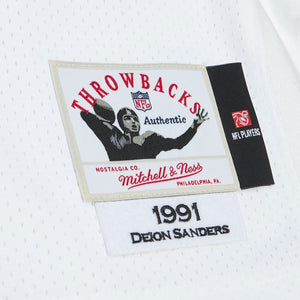 THROWBACKS
NFL
Authentic
NOSTALGIA CO.
Mitchell & Ness
PHILADELPHIA, PA.
NFL PLAYERS
1991
DEION SANDERS